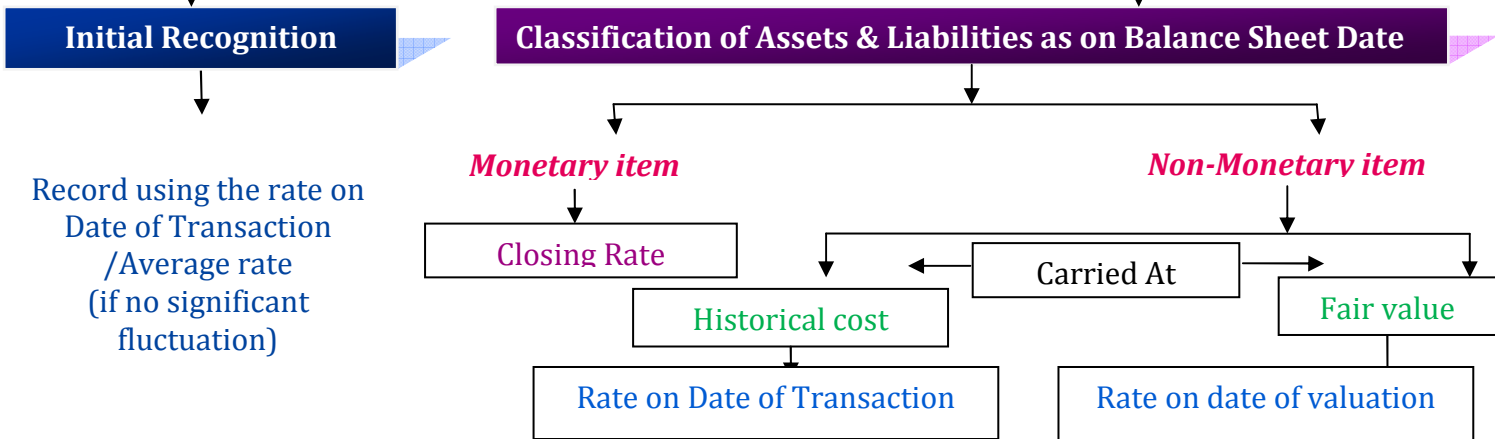 Initial Recognition
Classification of Assets & Liabilities as on Balance Sheet Date
Record using the rate on
Date of Transaction
/Average rate
(if no significant
fluctuation)
Monetary item
Non-Monetary item
Closing Rate
Carried At
Historical cost
Fair value
Rate on Date of Transaction
Rate on date of valuation